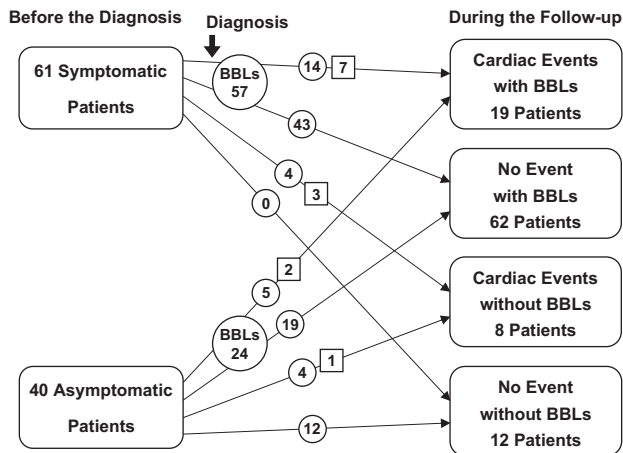 Before the Diagnosis
Diagnosis
During the Follow-up
61 Symptomatic
Patients
BBLs
57
14
7
43
4
3
0
Cardiac Events
with BBLs
19 Patients
No Event
with BBLs
62 Patients
2
5
BBLs
24
19
1
4
12
40 Asymptomatic
Patients
Cardiac Events
without BBLs
8 Patients
No Event
without BBLs
12 Patients